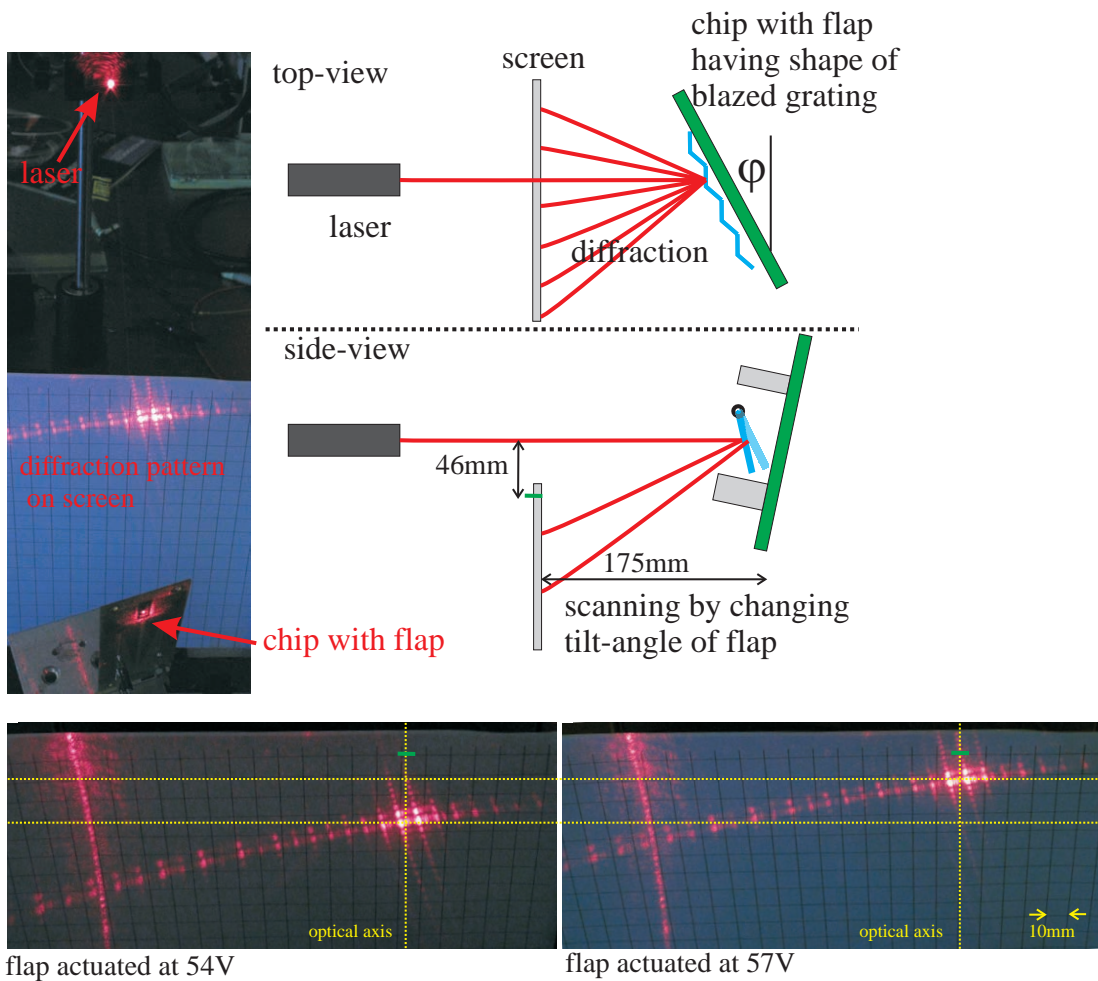 chip with flap
having shape of
blazed grating
screen
top-view
laser
φ
laser
diffraction
side-view
46mm
diffraction pattern
on screen
175mm
scanning by changing
tilt-angle of flap
chip with flap
optical axis
optical axis
10mm
flap actuated at 54V
flap actuated at 57V